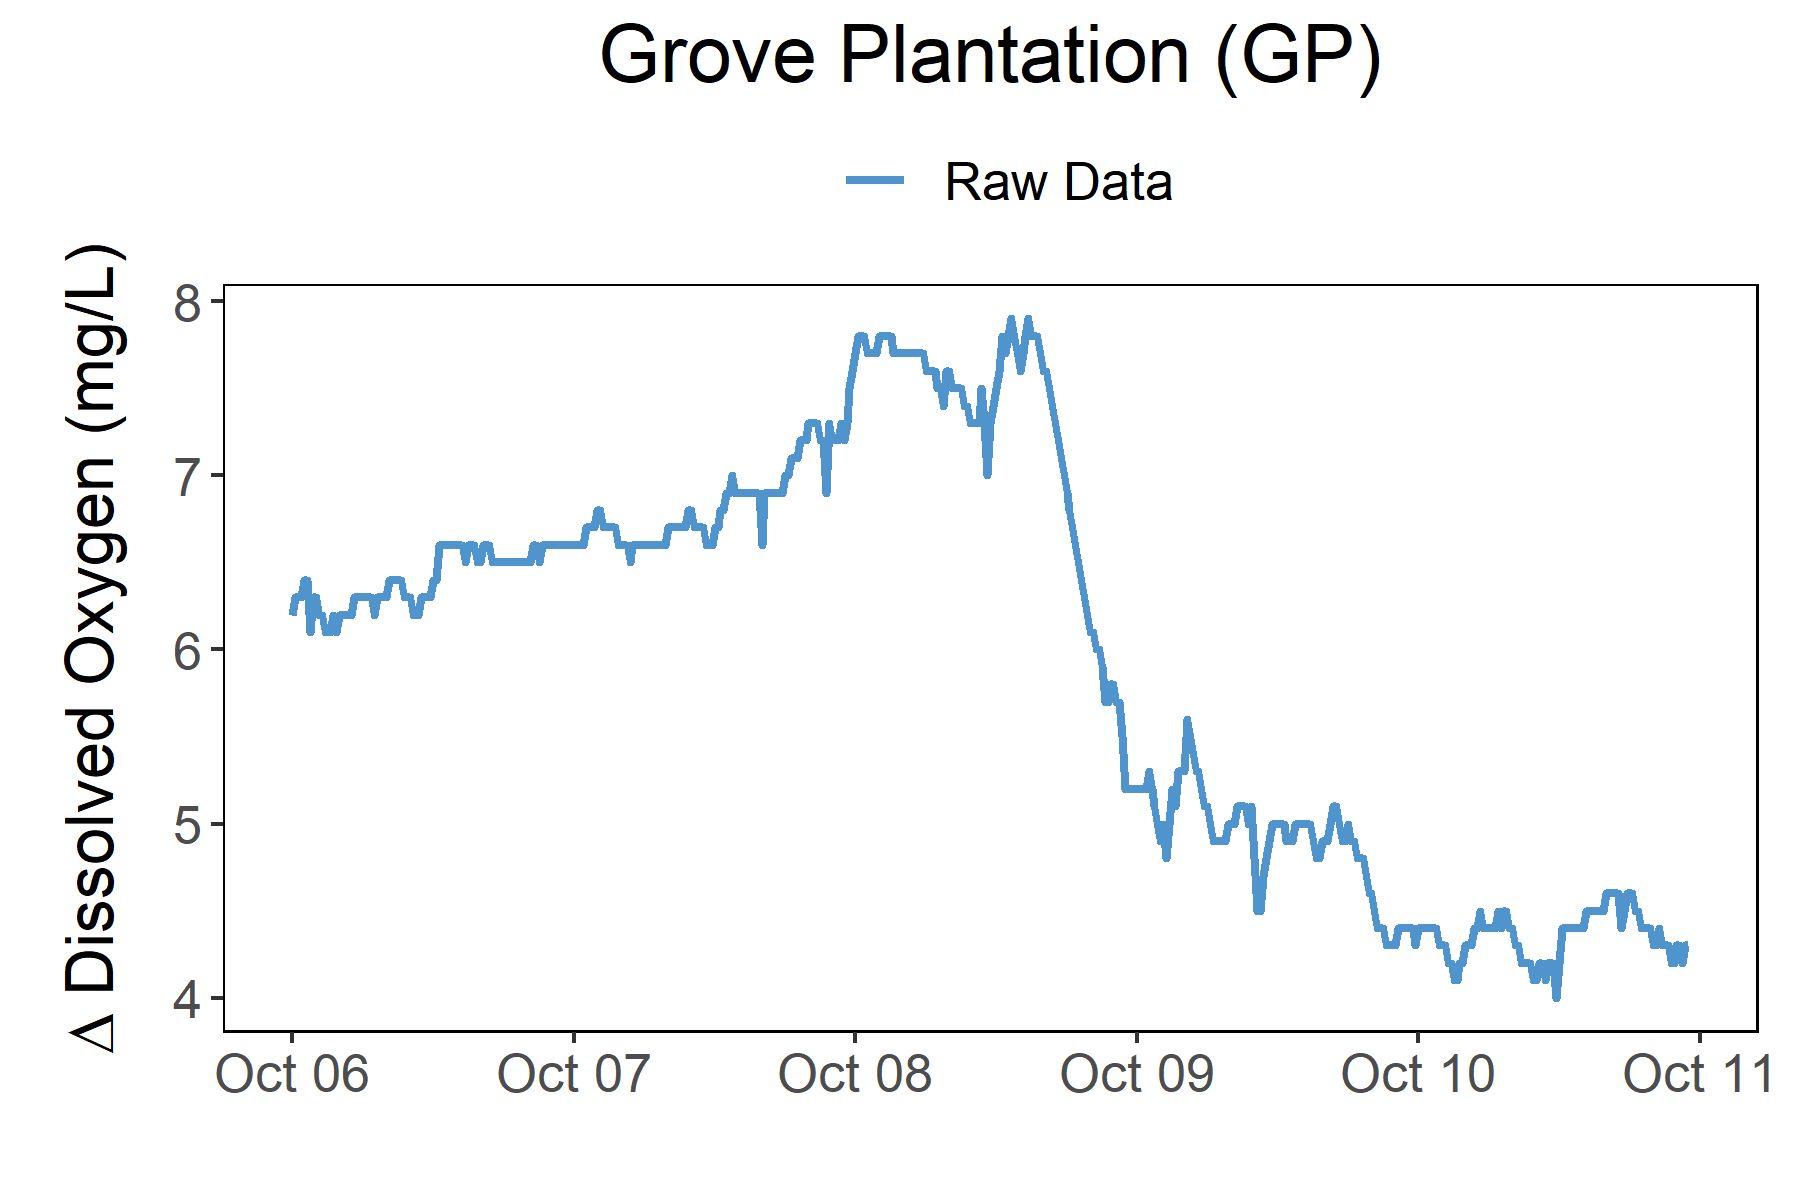 Grove Plantation (GP)
Raw Data
Δ Dissolved Oxygen (mg/L)
8
7
6
5
4
Oct 06 Oct 07 Oct 08 Oct 09 Oct 10 Oct 11